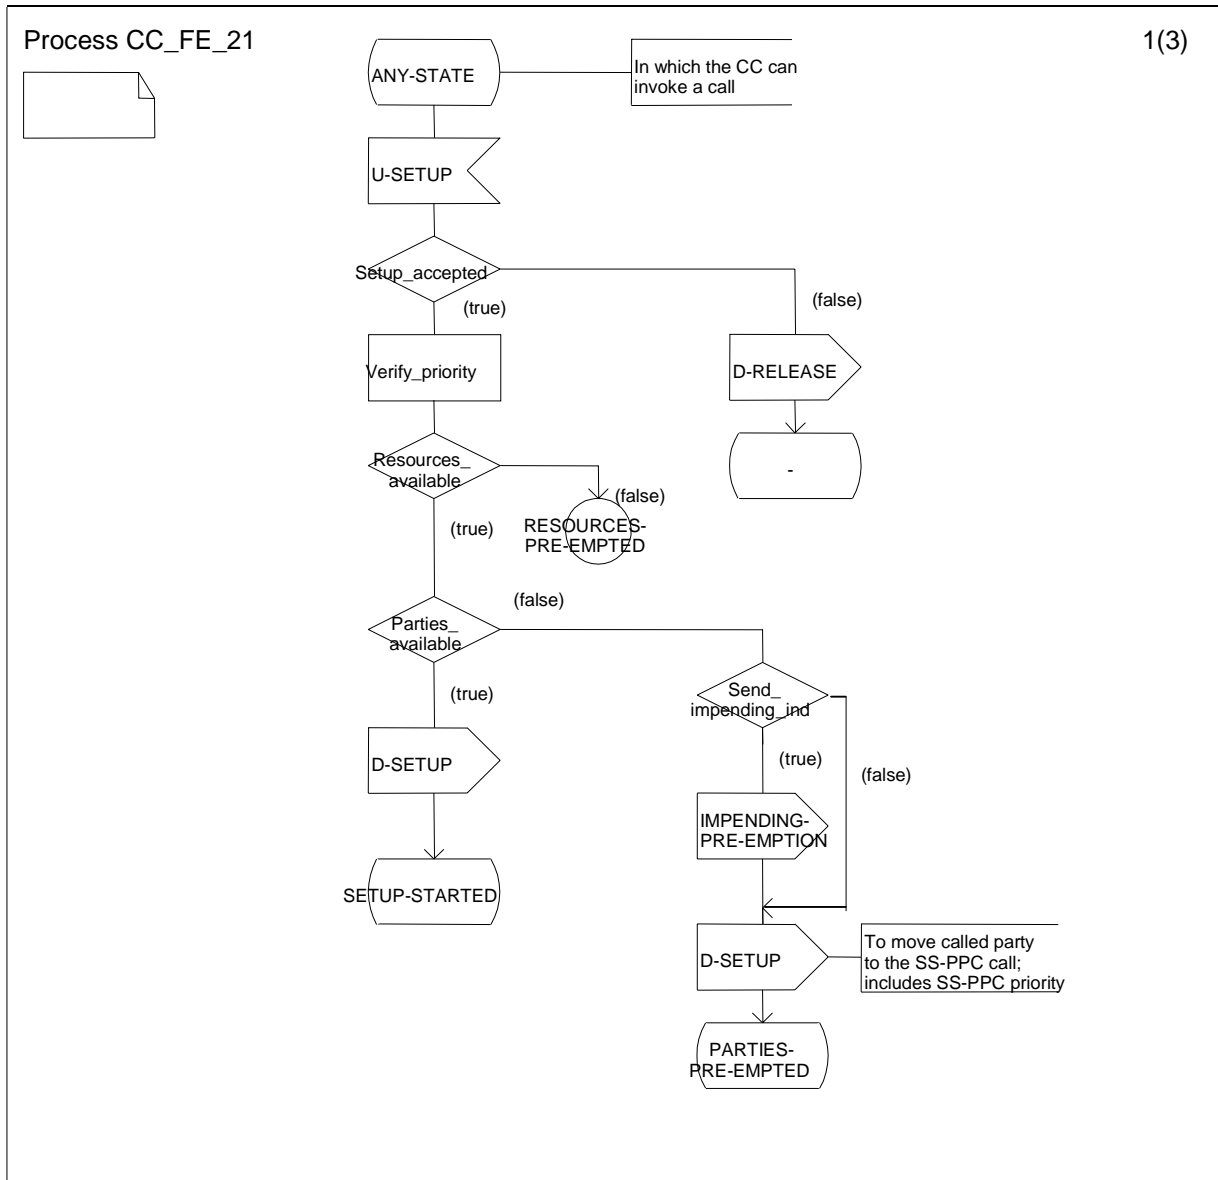 Process CC_FE_21
1(3)
ANY-STATE
In which the CC can
invoke a call
U-SETUP
Setup_accepted
(true)
(false)
Verify_priority
D-RELEASE
Resources_
available
-
(false)
(true)
RESOURCES-
PRE-EMPTED
(false)
Parties_
available
(true)
Send_
impending_ind
D-SETUP
(true)
(false)
IMPENDING-
PRE-EMPTION
SETUP-STARTED
D-SETUP
To move called party
to the SS-PPC call;
includes SS-PPC priority
PARTIES-
PRE-EMPTED